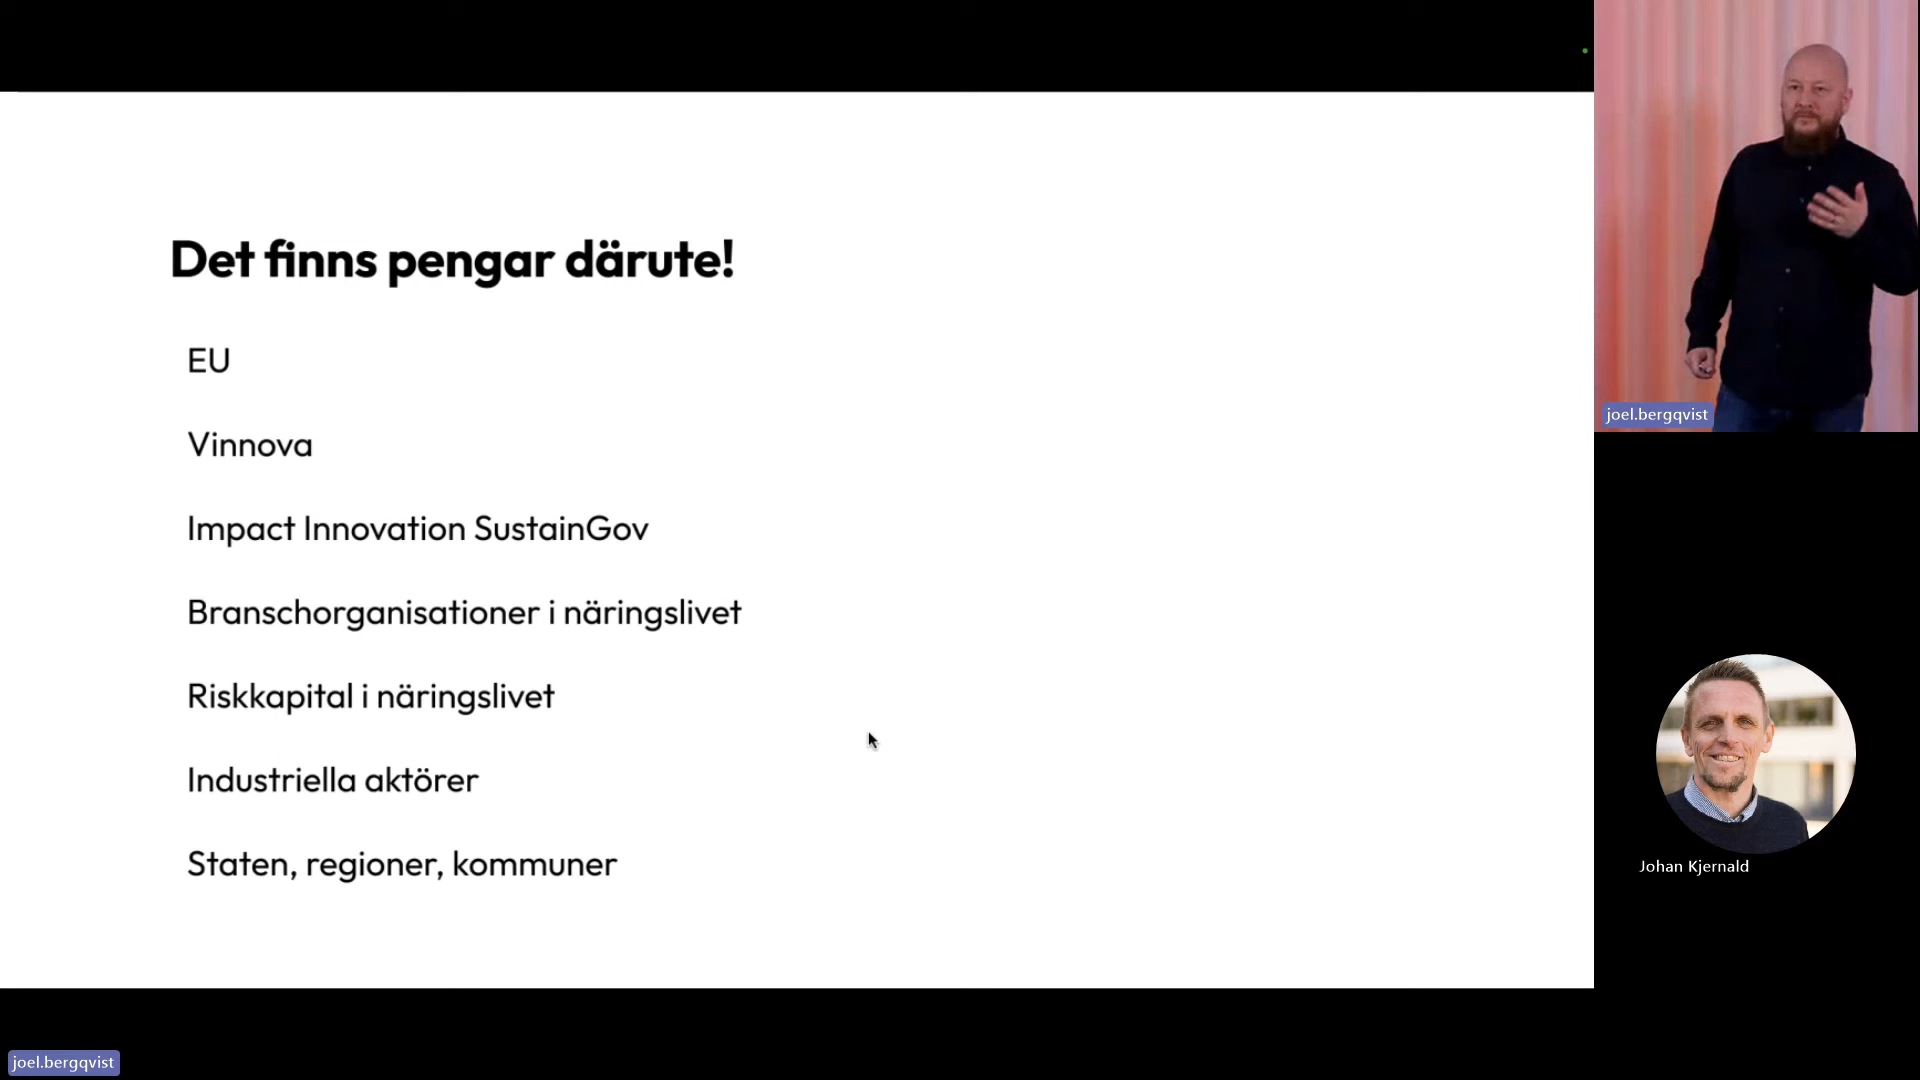 Det finns pengar därute!
EU
Vinnova
Impact Innovation SustainGov
Branschorganisationer i näringslivet
Riskkapital i näringslivet
Industriella aktörer
Staten, regioner, kommuner
joel.bergqvist
Johan Kjernald
joel.bergqvist